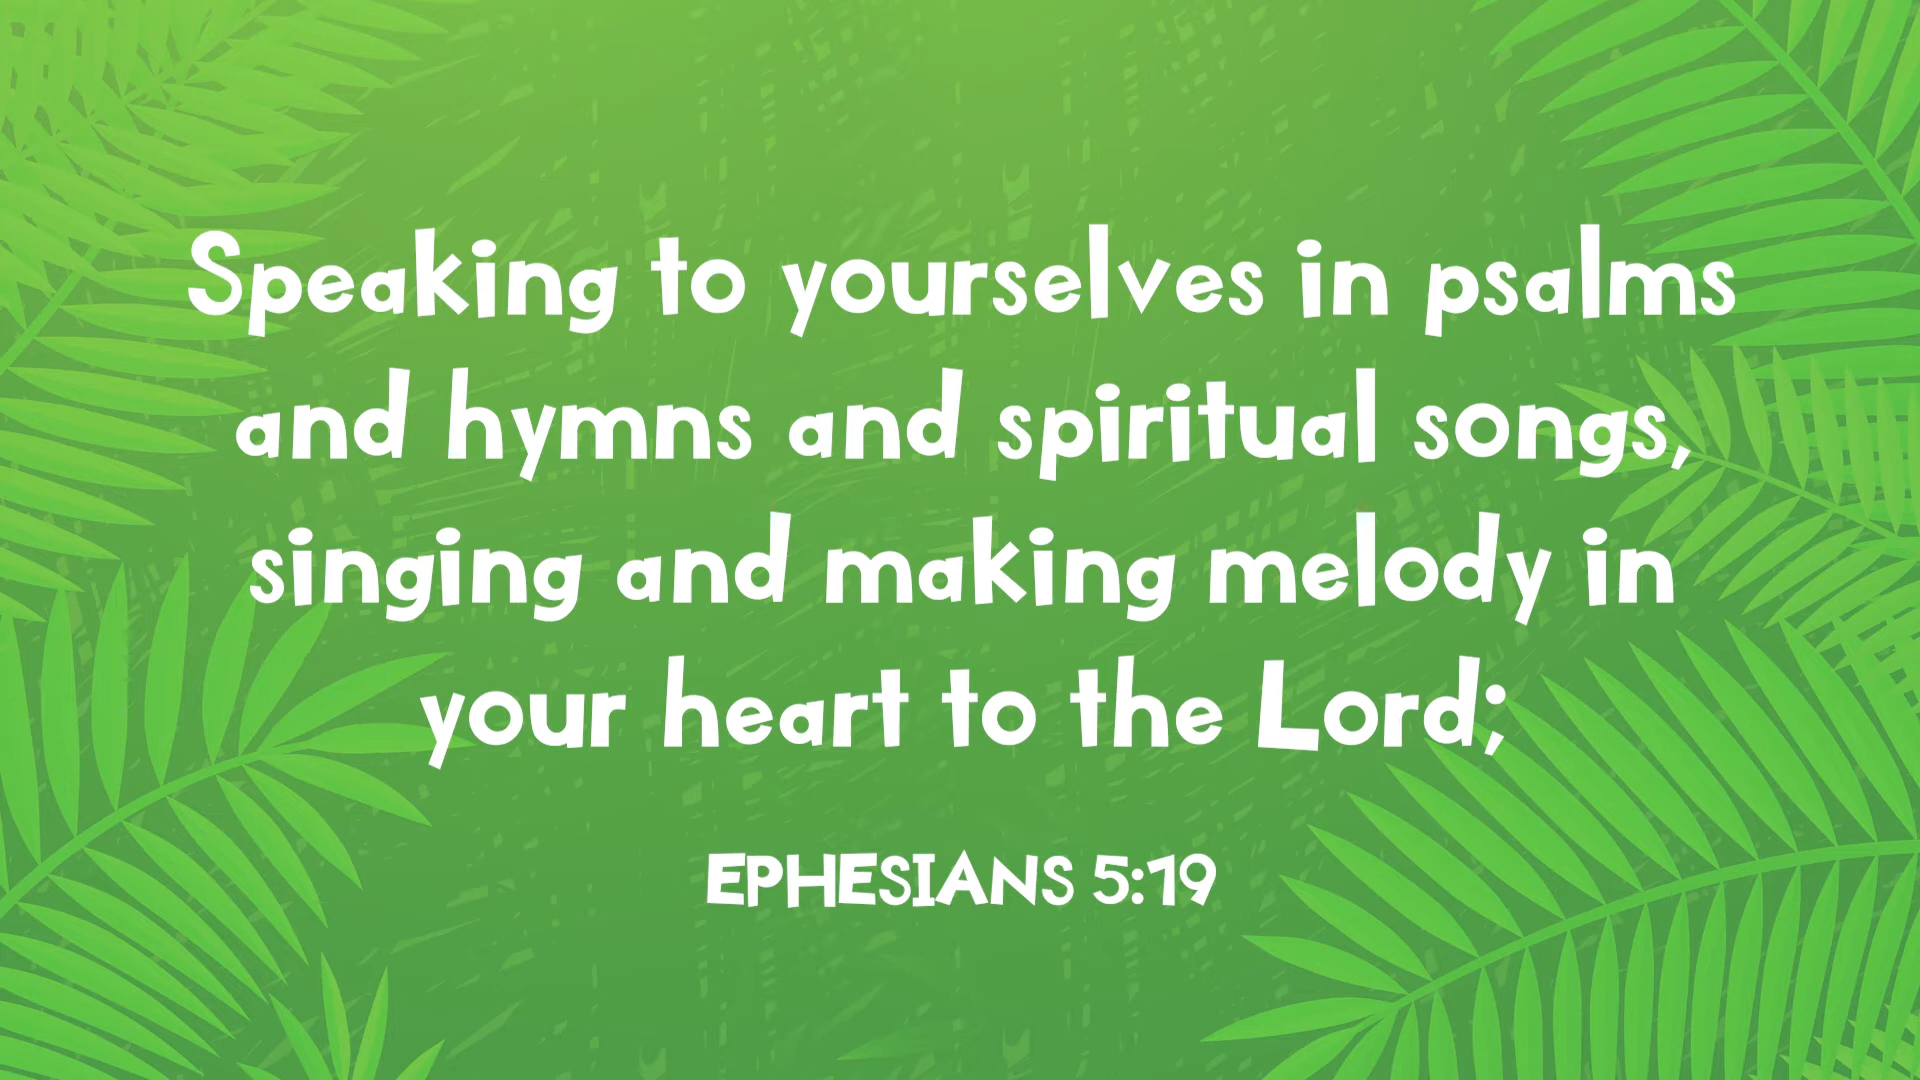 Speaking to yourselves in psalms
and hymns and spiritual songs,
singing and making melody in
your heart to the Lord;
EPHESIANS 5:19